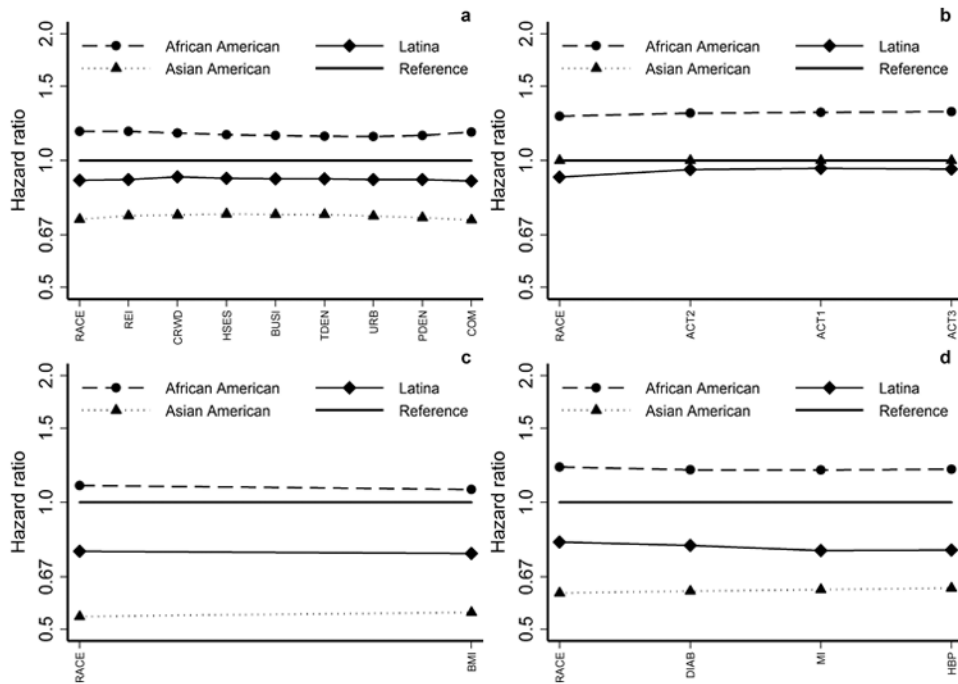 a
African American
Latina
Asian American
Reference
Hazard ratio
2.0
1.5
1.0
0.67
0.5
RACE
REI
CRWD
HSES
BUSI
TDEN
URB
PDEN
COM
b
African American
Latina
Asian American
Reference
Hazard ratio
2.0
1.5
1.0
0.67
0.5
RACE
ACT2
ACT1
ACT3
c
African American
Latina
Asian American
Reference
Hazard ratio
2.0
1.5
1.0
0.67
0.5
RACE
BMI
d
African American
Latina
Asian American
Reference
Hazard ratio
2.0
1.5
1.0
0.67
0.5
RACE
DIAB
MI
HBP